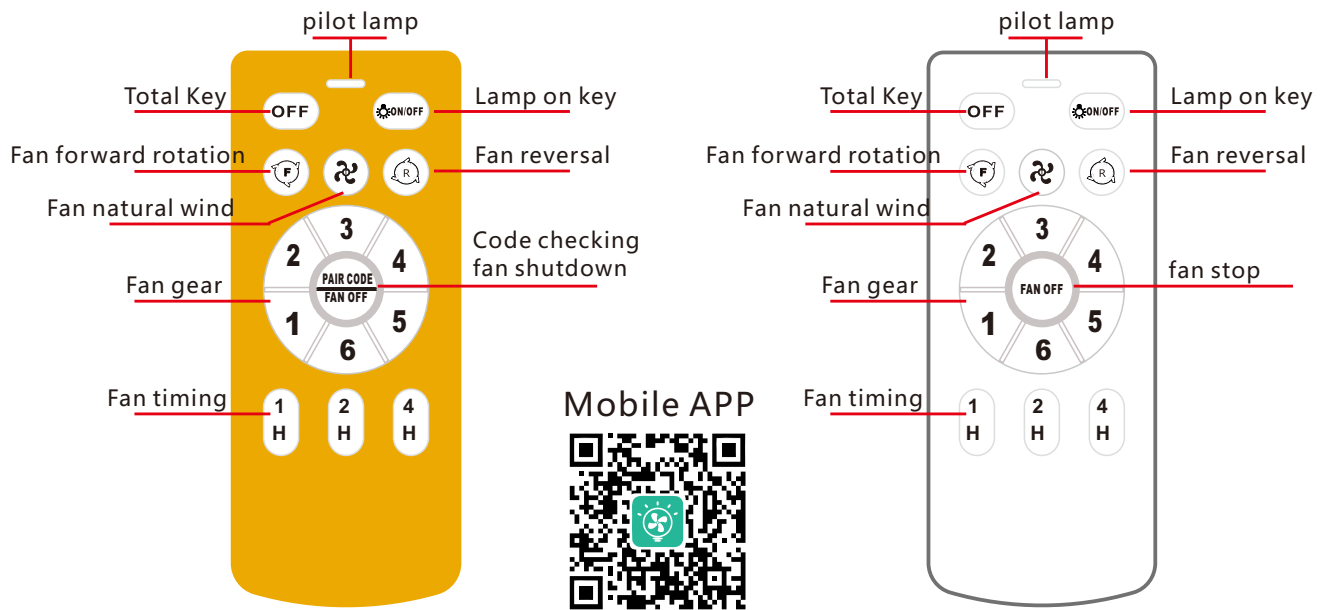 pilot lamp
Total Key
OFF
ON/OFF
Lamp on key
Fan forward rotation
F
R
Fan reversal
Fan natural wind
3
2
4
Code checking
fan shutdown
PAIR CODE
FAN OFF
Fan gear
1
5
6
Fan timing
1
H
2
H
4
H
Mobile APP
pilot lamp
Total Key
OFF
ON/OFF
Lamp on key
Fan forward rotation
F
R
Fan reversal
Fan natural wind
3
2
4
FAN OFF
fan stop
Fan gear
1
5
6
Fan timing
1
H
2
H
4
H